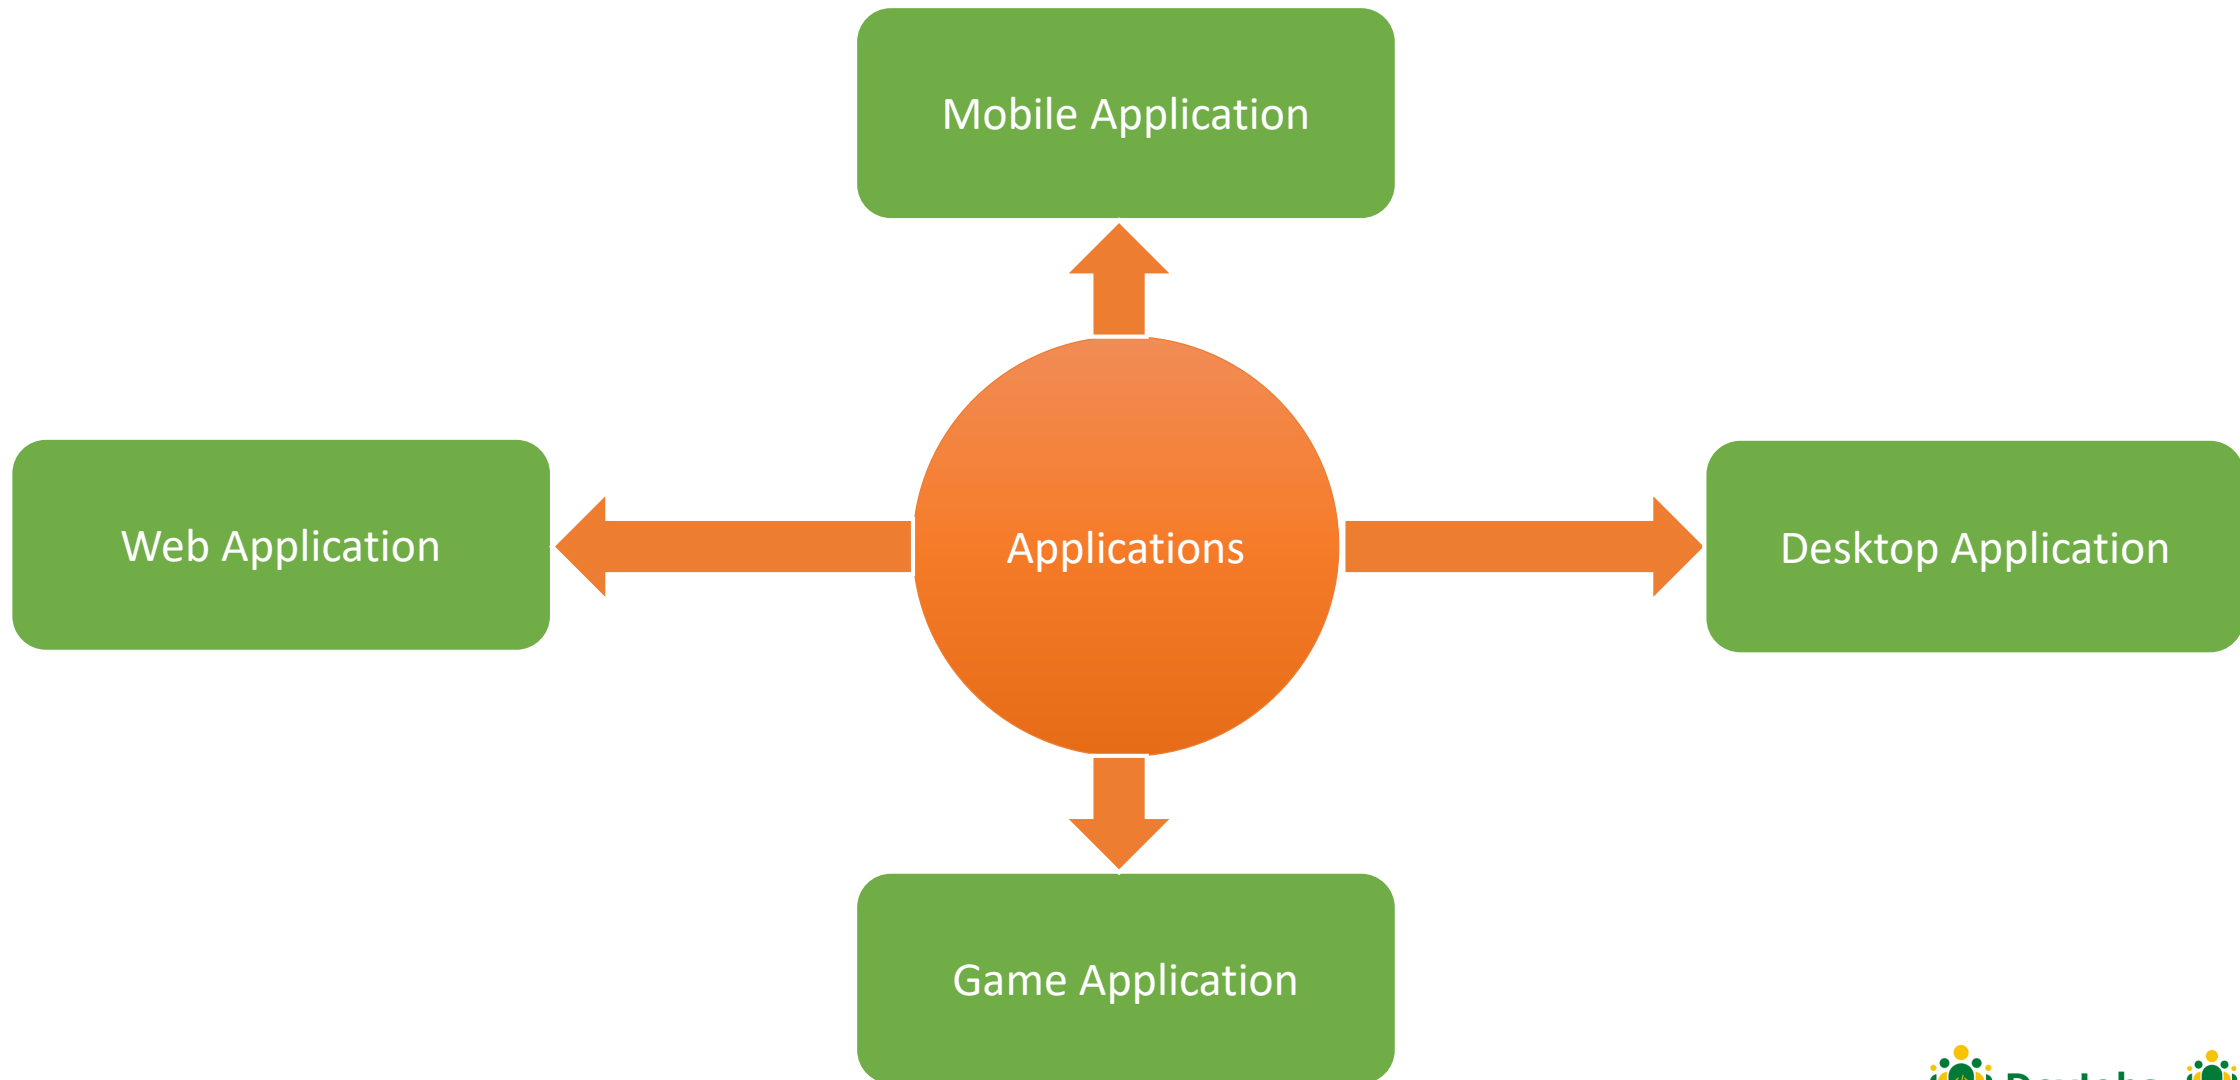 Mobile Application
Web Application
Applications
Desktop Application
Game Application